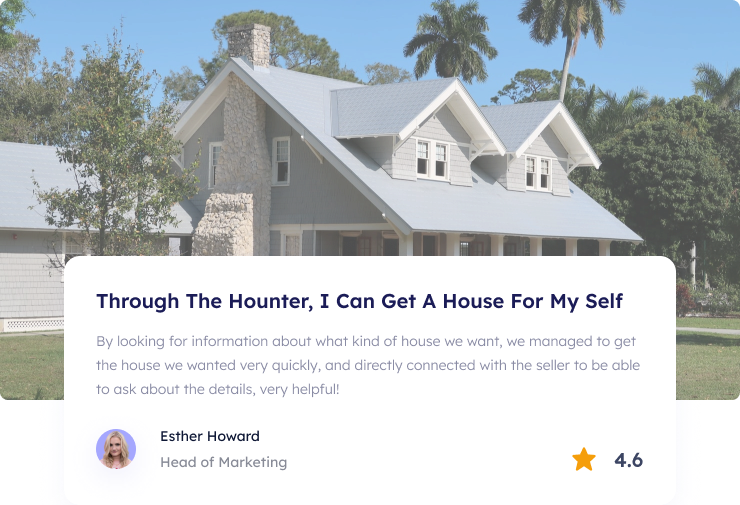 Through The Hounter, I Can Get A House For My Self
By looking for information about what kind of house we want, we managed to get
the house we wanted very quickly, and directly connected with the seller to be able
to ask about the details, very helpful!
Esther Howard
Head of Marketing
4.6